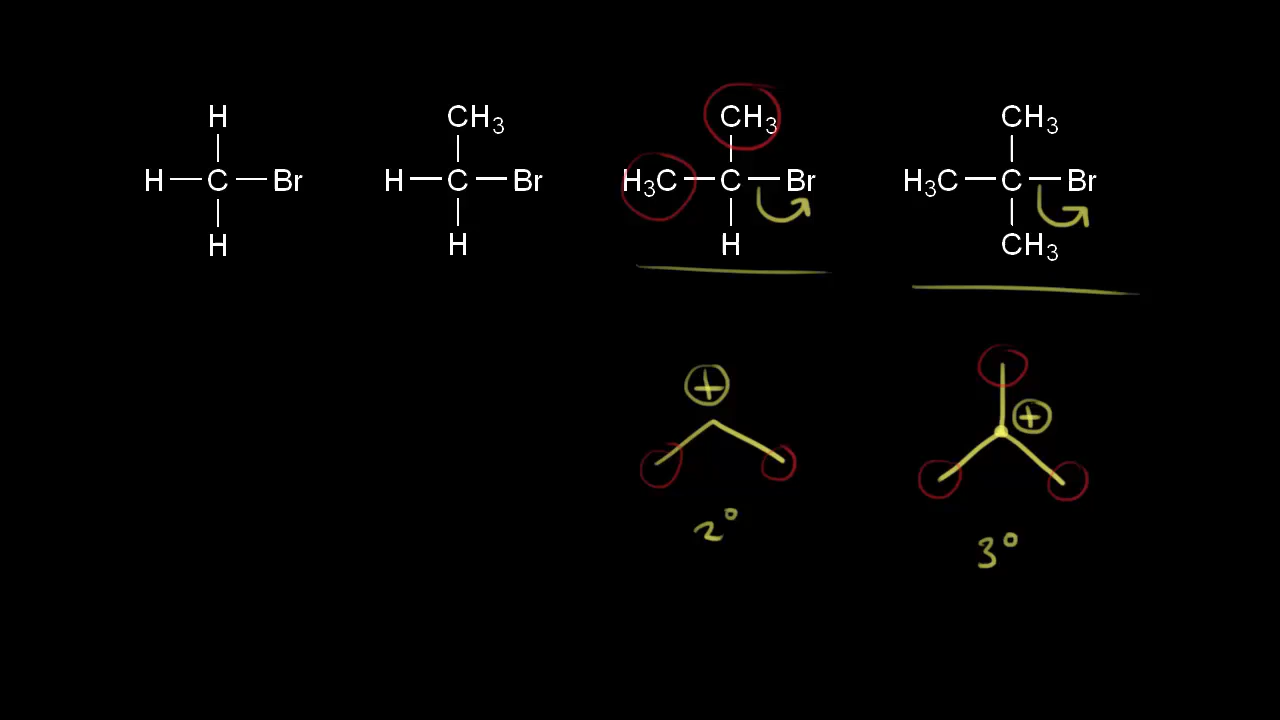 H CH₃ CH₃ CH₃
H C Br H C Br H₃C C Br H₃C C Br
H H H CH₃
+
+
2°
3°